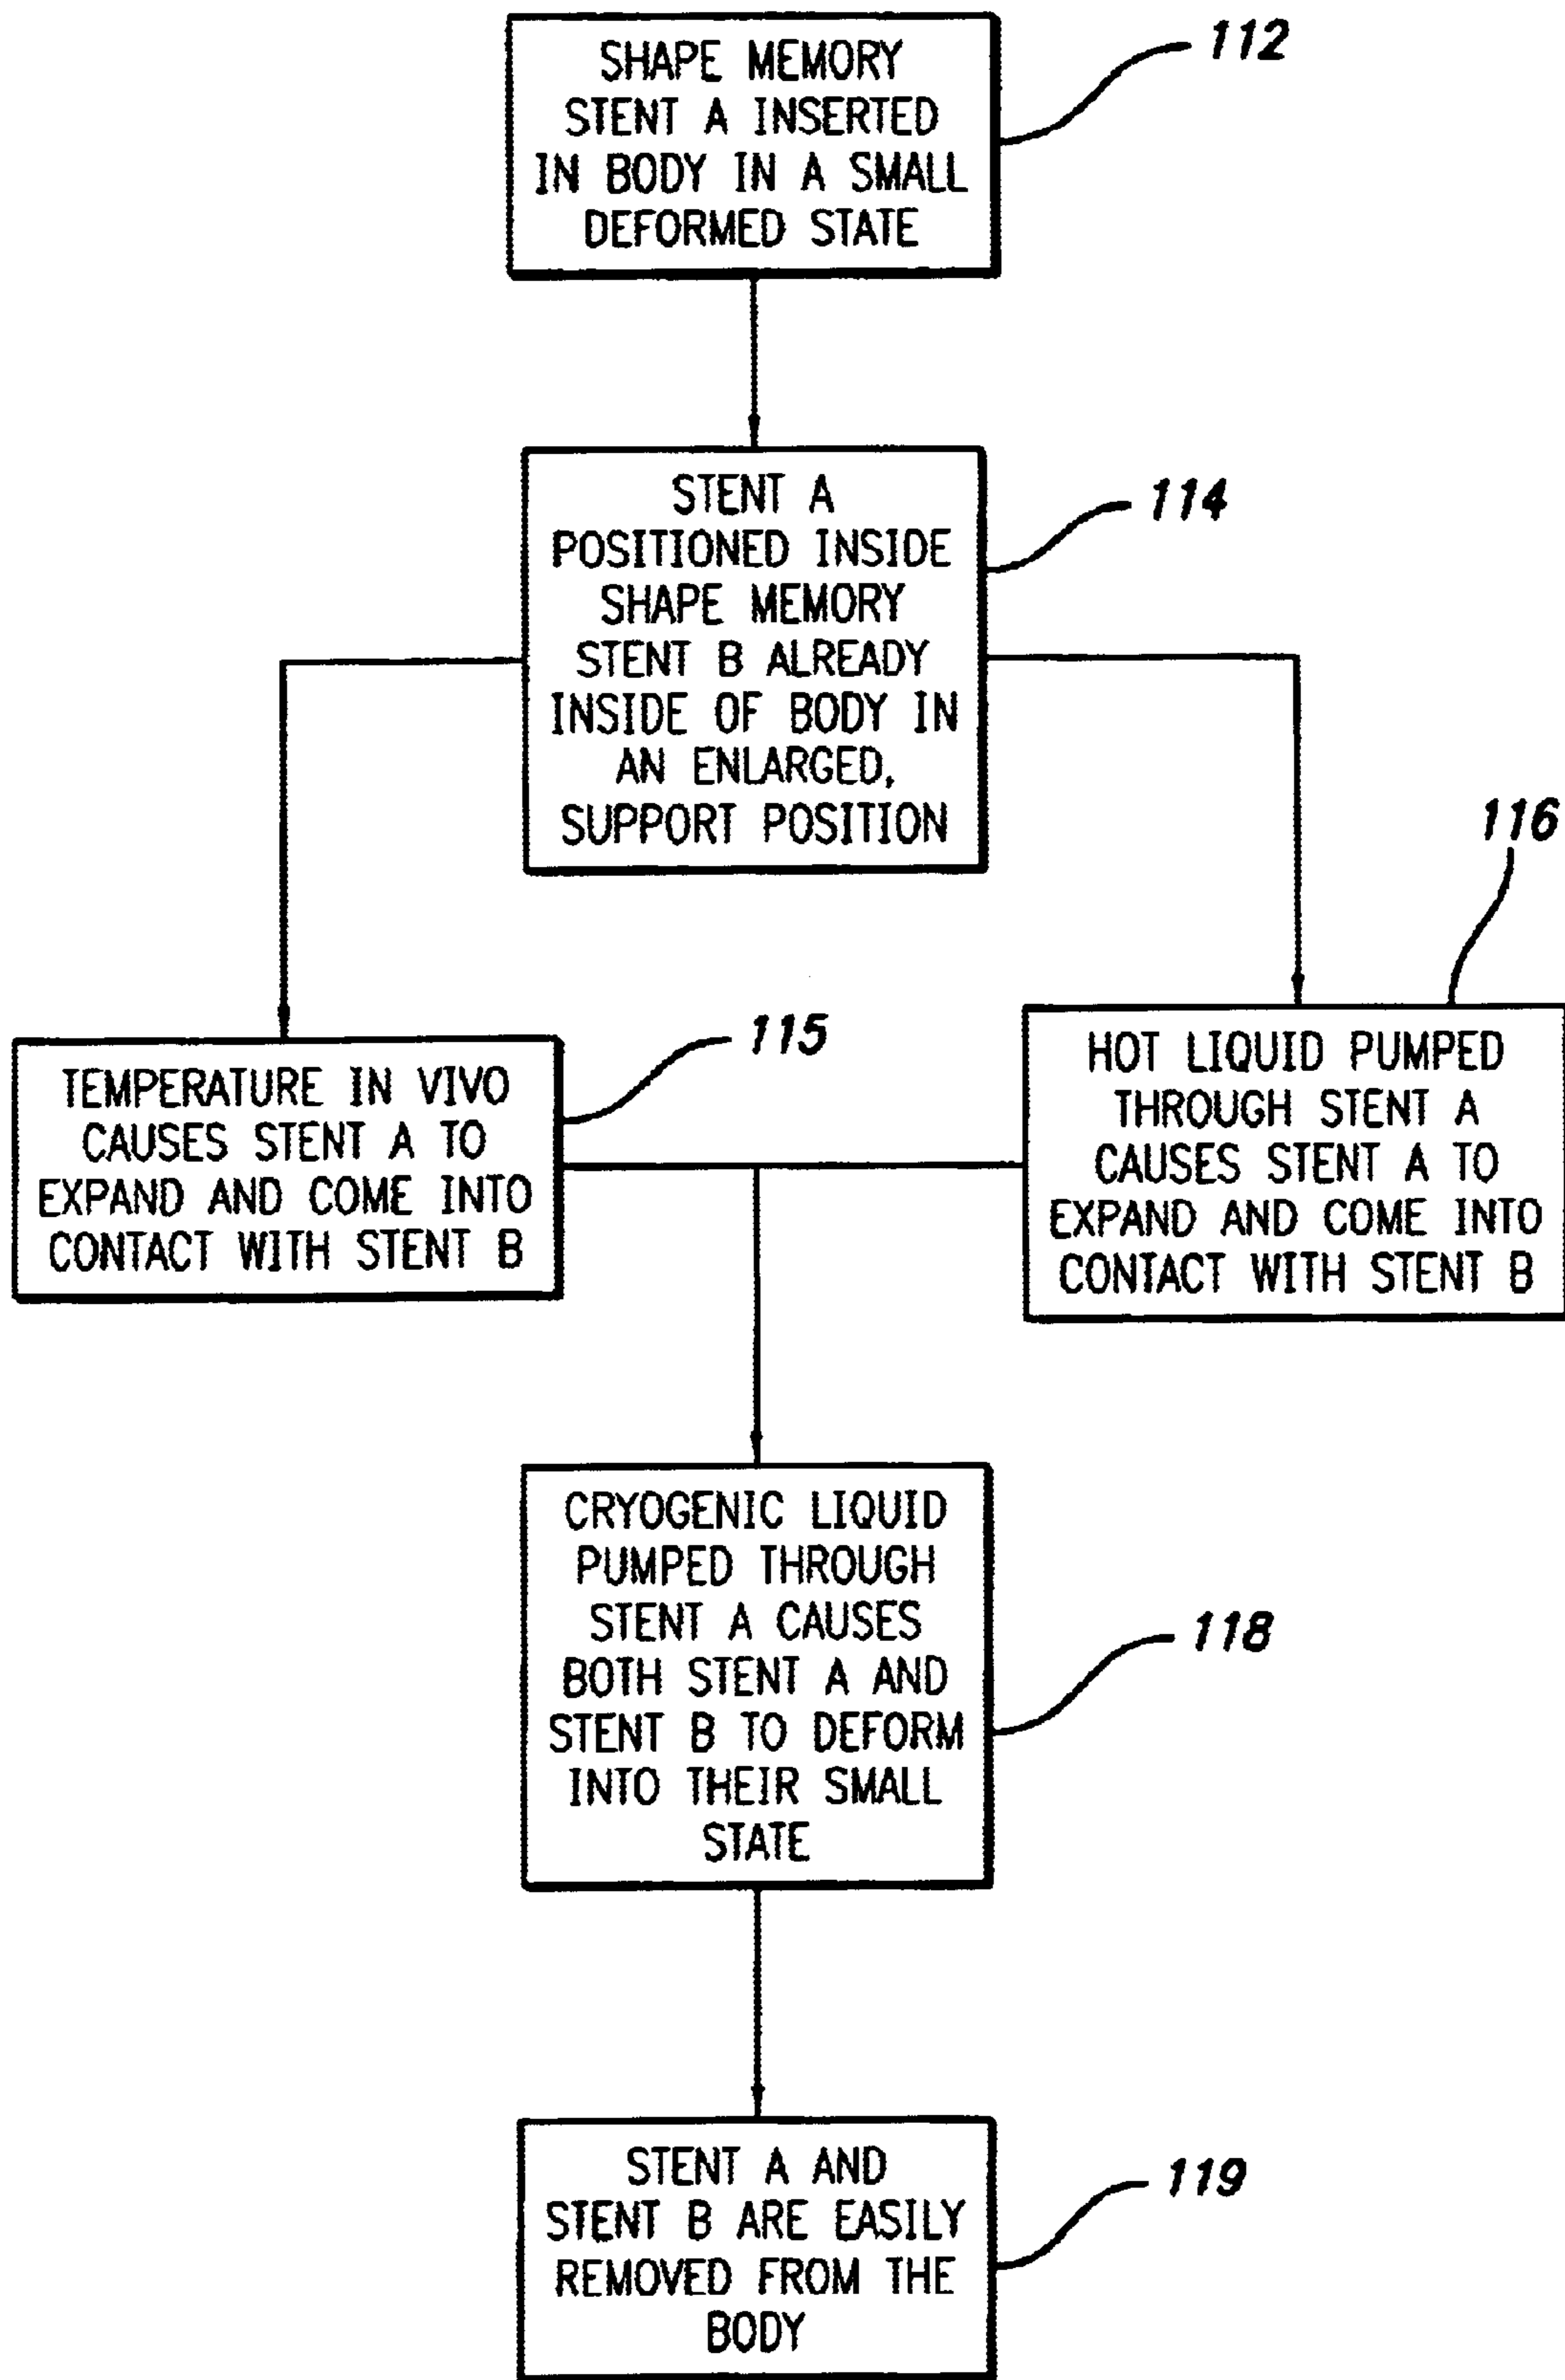 SHAPE MEMORY
STENT A INSERTED
IN BODY IN A SMALL
DEFORMED STATE
112
STENT A
POSITIONED INSIDE
SHAPE MEMORY
STENT B ALREADY
INSIDE OF BODY IN
AN ENLARGED,
SUPPORT POSITION
114
TEMPERATURE IN VIVO
CAUSES STENT A TO
EXPAND AND COME INTO
CONTACT WITH STENT B
115
HOT LIQUID PUMPED
THROUGH STENT A
CAUSES STENT A TO
EXPAND AND COME INTO
CONTACT WITH STENT B
116
CRYOGENIC LIQUID
PUMPED THROUGH
STENT A CAUSES
BOTH STENT A AND
STENT B TO DEFORM
INTO THEIR SMALL
STATE
118
STENT A AND
STENT B ARE EASILY
REMOVED FROM THE
BODY
119